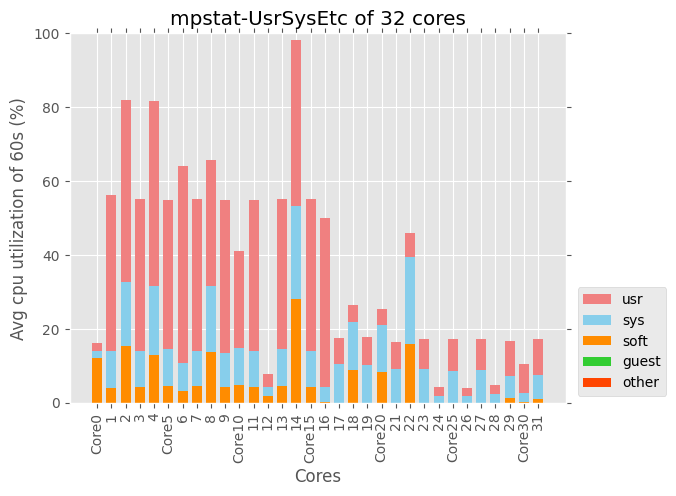 mpstat-UsrSysEtc of 32 cores
Avg cpu utilization of 60s (%)
100
80
60
40
20
0
Core0
1
2
3
4
Core5
6
7
8
9
Core10
11
12
13
14
Core15
16
17
18
19
Core20
21
22
23
24
Core25
26
27
28
29
Core30
31
Cores
usr
sys
soft
guest
other